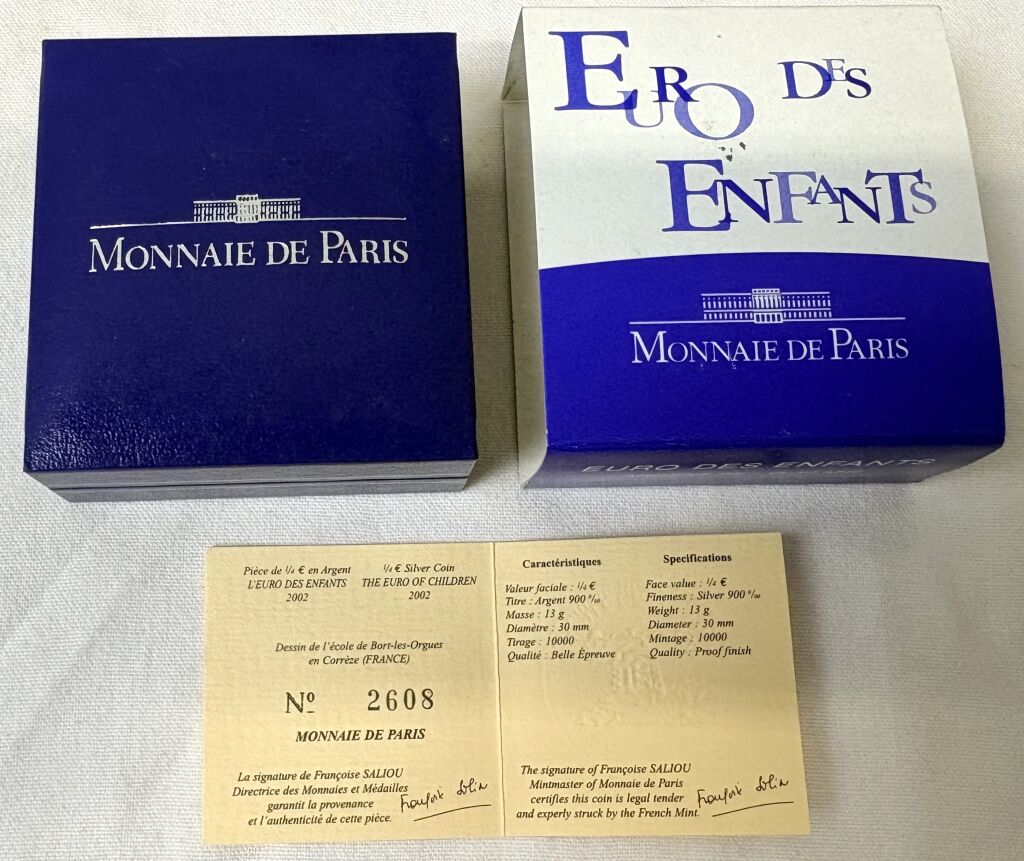 MONNAIE DE PARIS
EURO DES
ENFANTS
MONNAIE DE PARIS
EURO DES ENFANTS
Pièce de ¼ € en Argent
L'EURO DES ENFANTS
2002
¼ € Silver Coin
THE EURO OF CHILDREN
2002
Dessin de l'école de Bort-les-Orgues
en Corrèze (FRANCE)
Nº 2608
MONNAIE DE PARIS
La signature de Françoise SALIOU
Directrice des Monnaies et Médailles
garantit la provenance
et l'authenticité de cette pièce.
Caractéristiques
Valeur faciale : ¼ €
Titre : Argent 900 ‰
Masse : 13 g
Diamètre : 30 mm
Tirage : 10000
Qualité : Belle Épreuve
Specifications
Face value : ¼ €
Fineness : Silver 900 ‰
Weight : 13 g
Diameter : 30 mm
Mintage : 10000
Quality : Proof finish
The signature of Françoise SALIOU
Mintmaster of Monnaie de Paris
certifies this coin is legal tender
and experly struck by the French Mint.